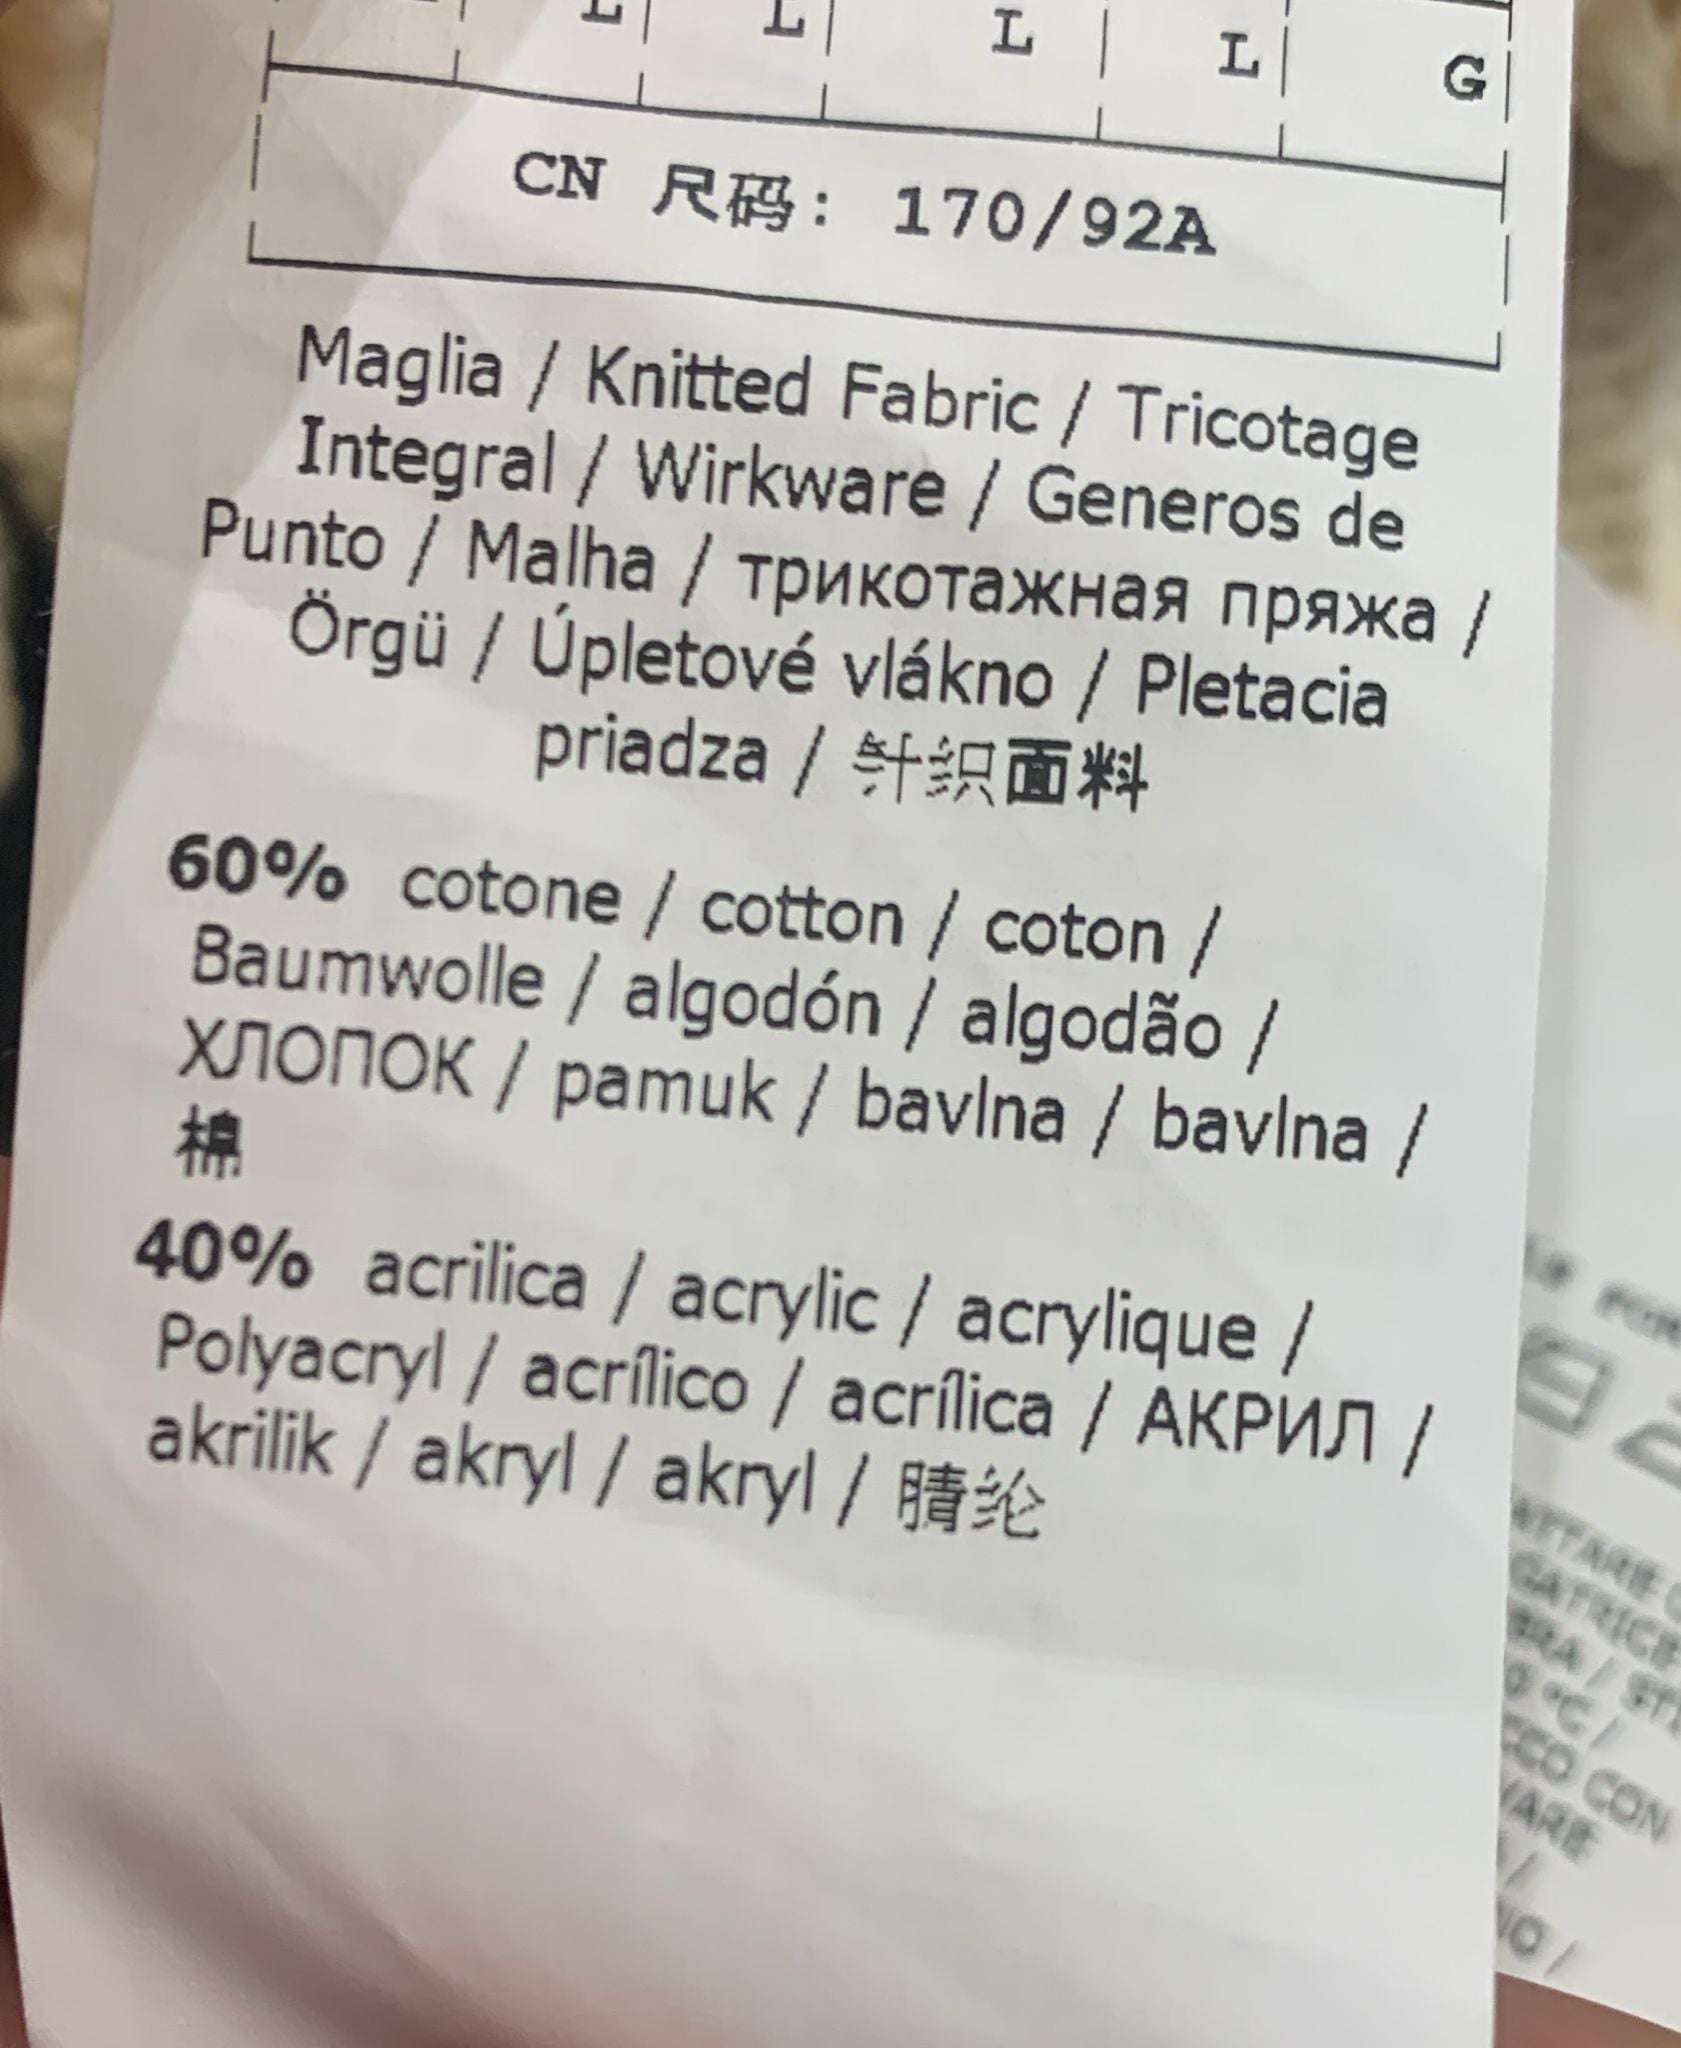 L L L L G
CN 尺码: 170/92A
Maglia / Knitted Fabric / Tricotage
Integral / Wirkware / Generos de
Punto / Malha / трикотажная пряжа /
Örgü / Úpletové vlákno / Pletacia
priadza / 针织面料
60% cotone / cotton / coton /
Baumwolle / algodón / algodão /
ХЛОПОК / pamuk / bavlna / bavlna /
棉
40% acrilica / acrylic / acrylique /
Polyacryl / acrílico / acrílica / АКРИЛ /
akrilik / akryl / akryl / 腈纶
BRA / 
°C /
CON